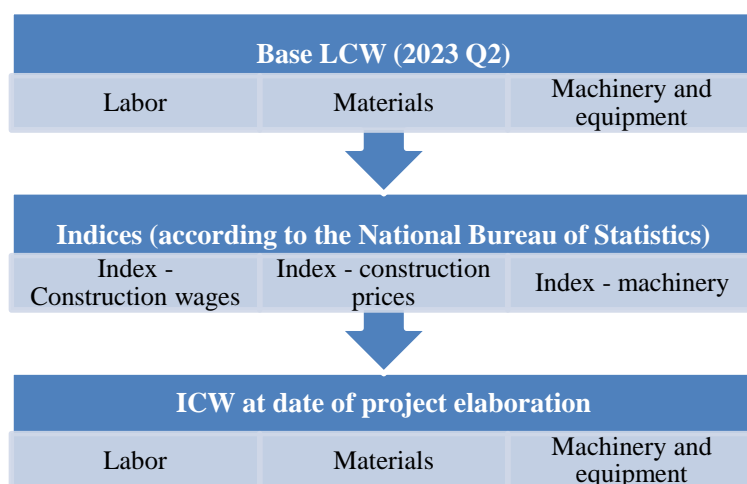 Base LCW (2023 Q2)
Labor
Materials
Machinery and
equipment
Indices (according to the National Bureau of Statistics)
Index -
Construction wages
Index - construction
prices
Index - machinery
ICW at date of project elaboration
Labor
Materials
Machinery and
equipment